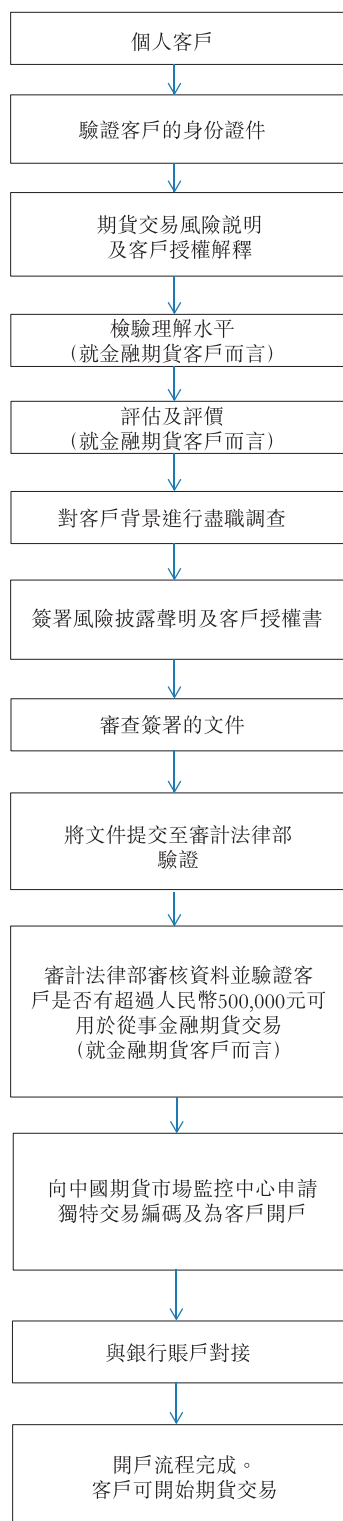 個人客戶
驗證客戶的身份證件
期貨交易風險説明
及客戶授權解釋
檢驗理解水平
(就金融期貨客戶而言)
評估及評價
(就金融期貨客戶而言)
對客戶背景進行盡職調查
簽署風險披露聲明及客戶授權書
審查簽署的文件
將文件提交至審計法律部
驗證
審計法律部審核資料並驗證客
戶是否有超過人民幣500,000元可
用於從事金融期貨交易
(就金融期貨客戶而言)
向中國期貨市場監控中心申請
獨特交易編碼及為客戶開戶
與銀行賬戶對接
開戶流程完成。
客戶可開始期貨交易